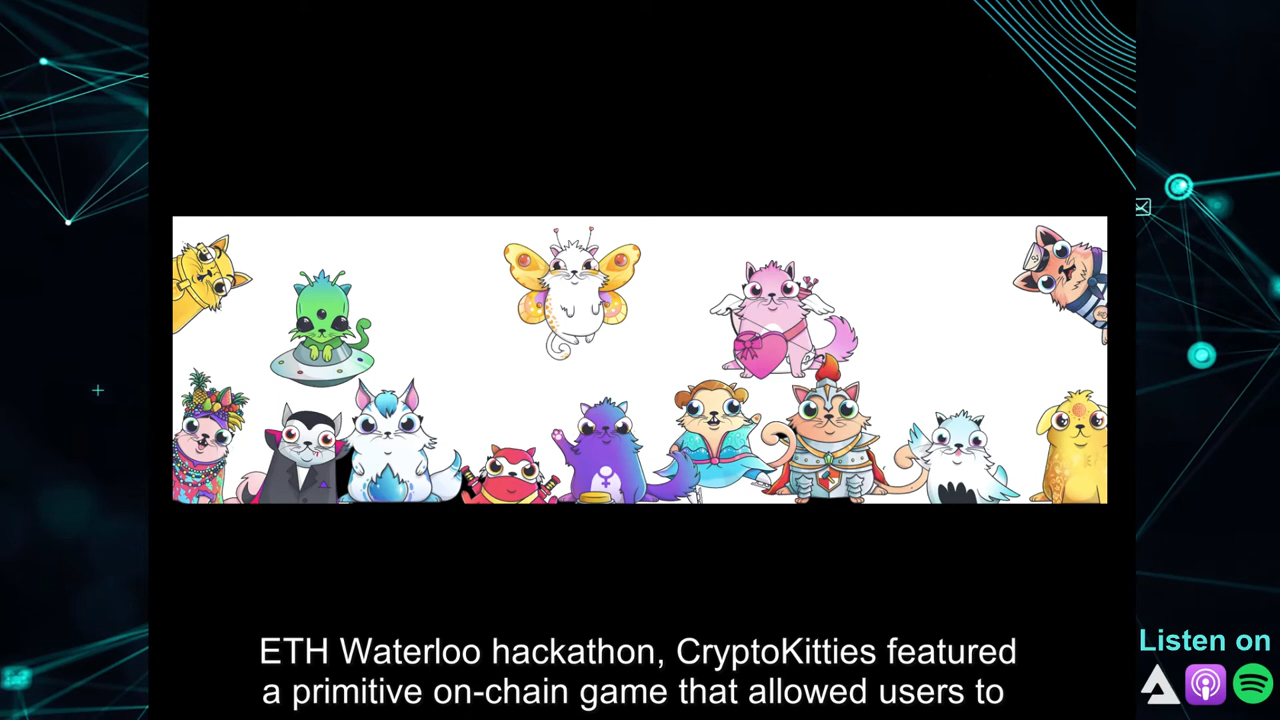 ETH Waterloo hackathon, CryptoKitties featured
a primitive on-chain game that allowed users to
Listen on